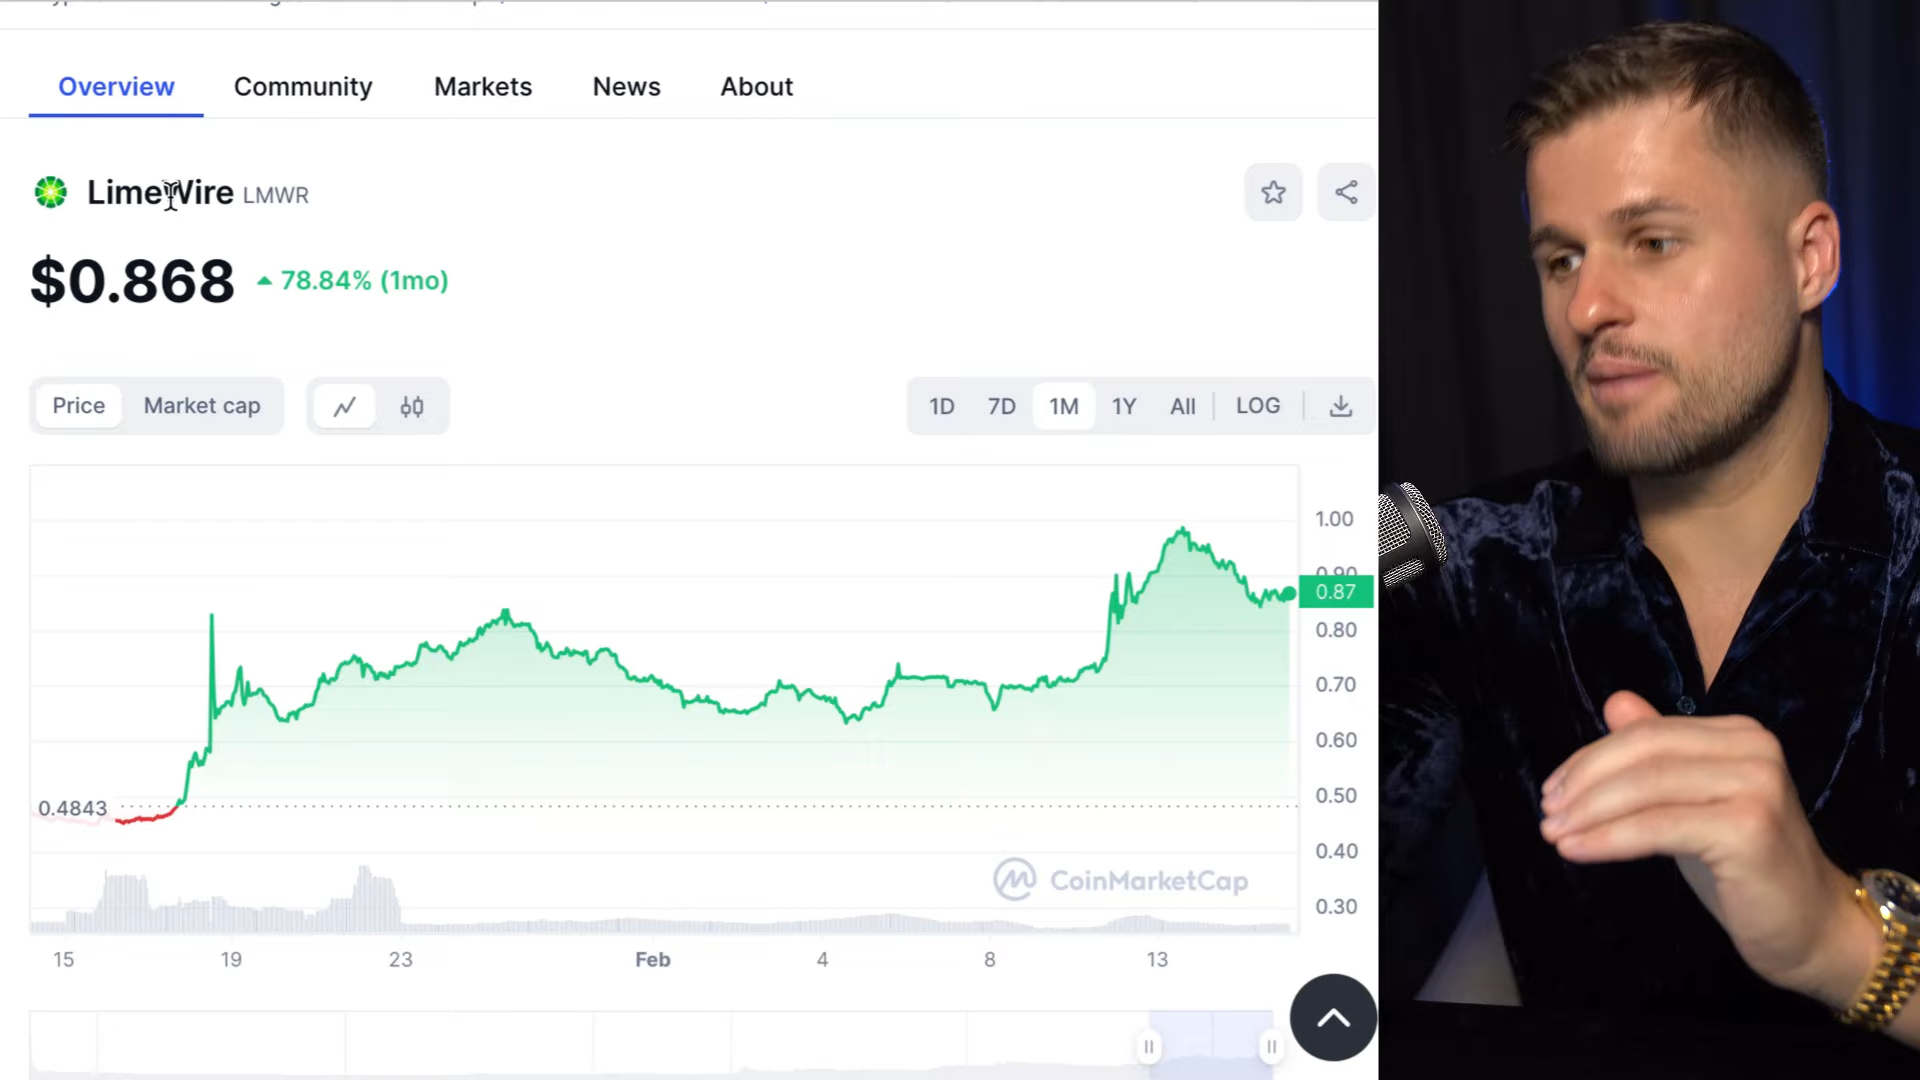 Overview Community Markets News About
LimeWire LMWR
$0.868 78.84% (1mo)
Price Market cap
1D 7D 1M 1Y All LOG
1.00
0.90
0.87
0.80
0.70
0.60
0.50
0.4843
0.40
CoinMarketCap
0.30
15 19 23 Feb 4 8 13